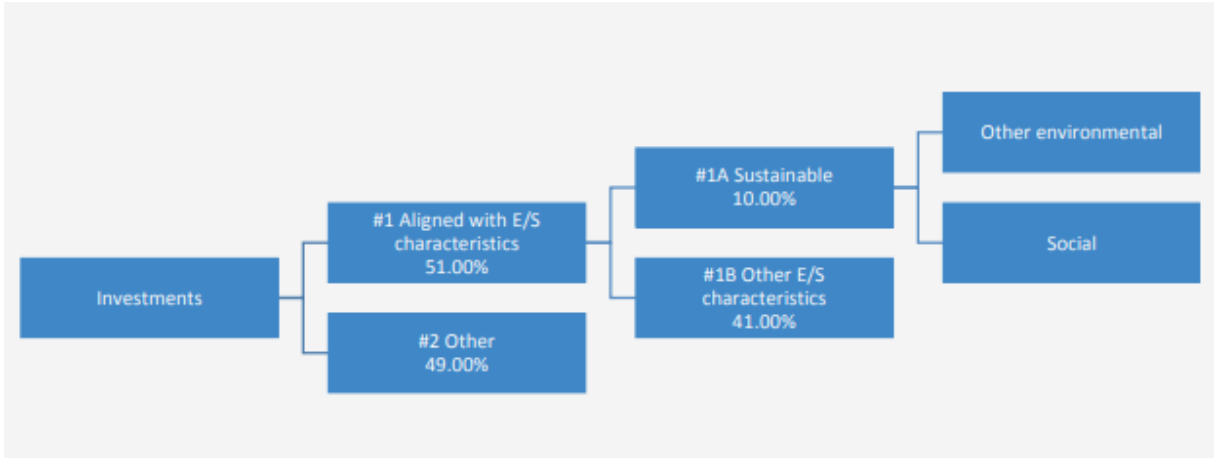 Investments
#1 Aligned with E/S
characteristics
51.00%
#2 Other
49.00%
#1A Sustainable
10.00%
#1B Other E/S
characteristics
41.00%
Other environmental
Social